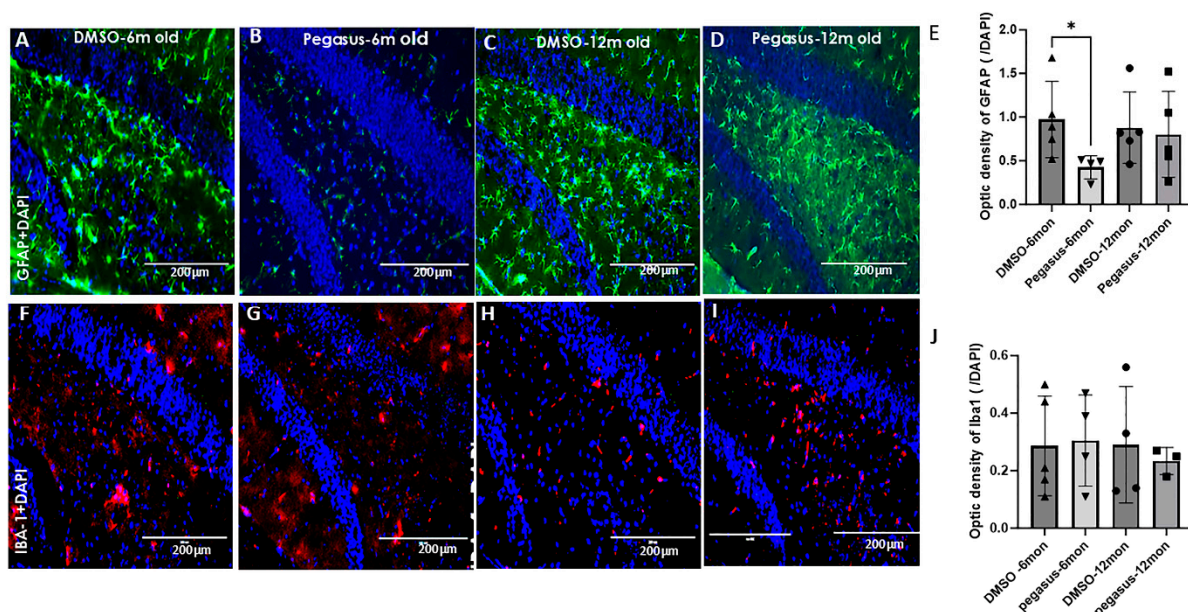 A DMSO-6m old
B Pegasus-6m old
C DMSO-12m old
D Pegasus-12m old
GFAP+DAPI
200µm
200µm
200µm
200µm
E
Optic density of GFAP ( /DAPI)
2.0
1.5
1.0
0.5
0.0
*
DMSO-6mon
Pegasus-6mon
DMSO-12mon
Pegasus-12mon
F
G
H
I
IBA-1+DAPI
200µm
200µm
200µm
200µm
J
Optic density of Iba1 ( /DAPI)
0.6
0.4
0.2
0.0
DMSO -6mon
pegasus-6mon
DMSO-12mon
pegasus-12mon